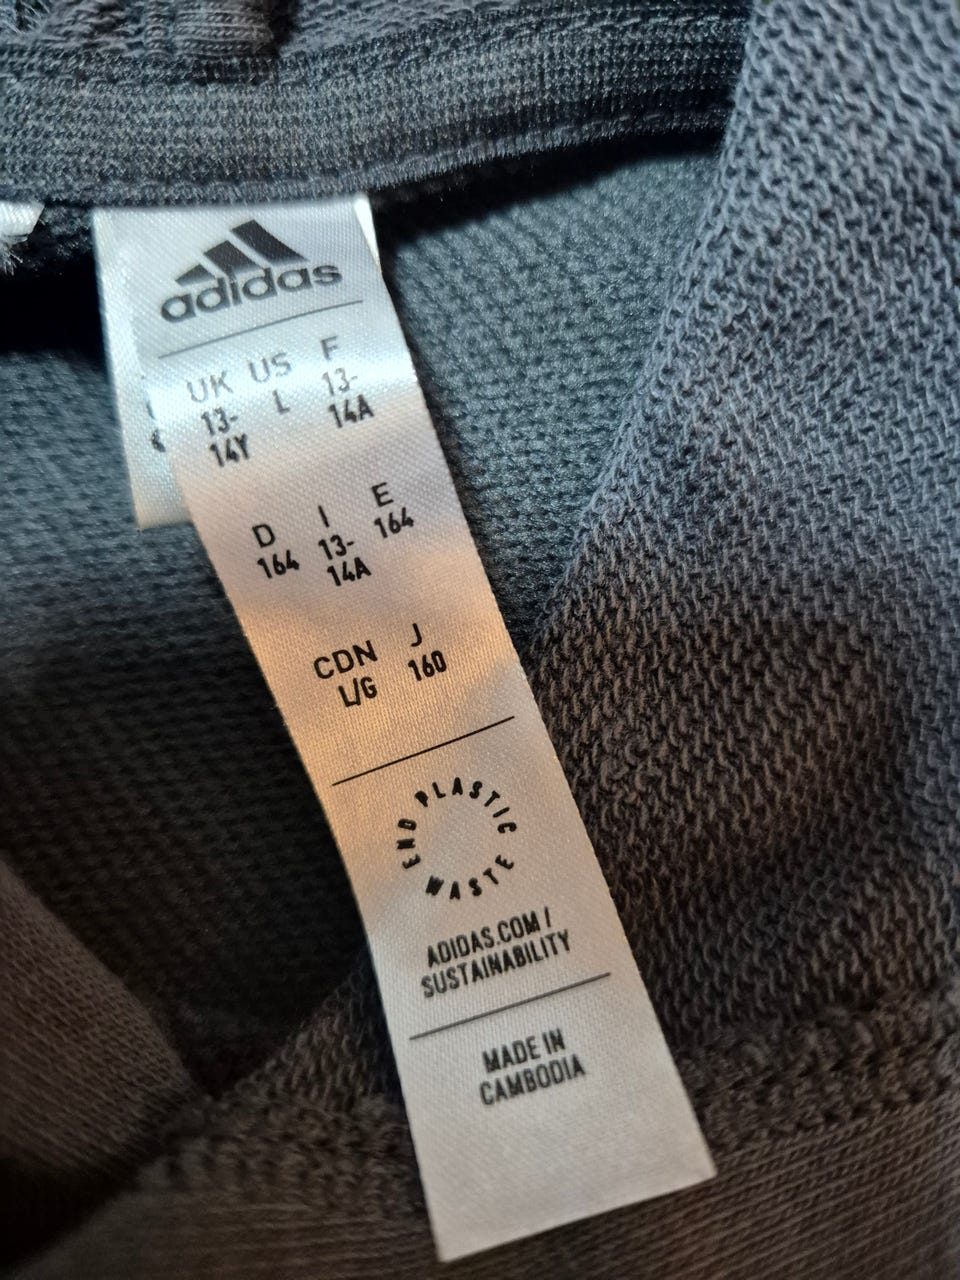 adidas
UK US F
13- L 13-
14Y 14A
D I E
164 13- 164
14A
CDN J
L/G 160
END PLASTIC WASTE
ADIDAS.COM/
SUSTAINABILITY
MADE IN
CAMBODIA